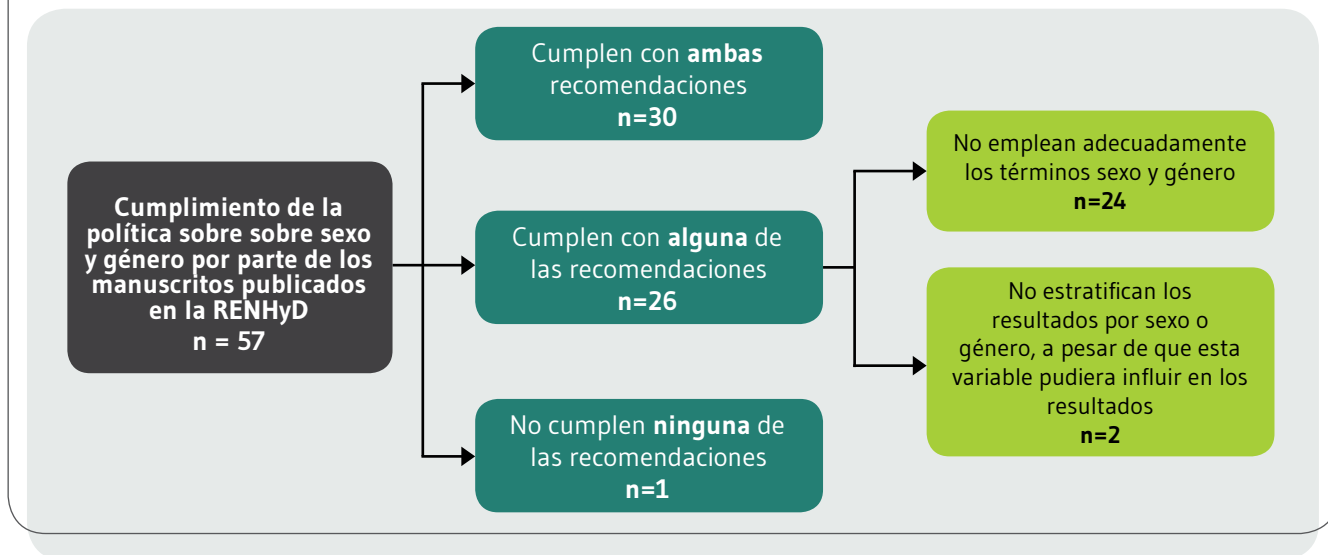 Cumplimiento de la
política sobre sobre sexo
y género por parte de los
manuscritos publicados
en la RENHyD
n = 57
Cumplen con ambas
recomendaciones
n=30
Cumplen con alguna de
las recomendaciones
n=26
No cumplen ninguna de
las recomendaciones
n=1
No emplean adecuadamente
los términos sexo y género
n=24
No estratifican los
resultados por sexo o
género, a pesar de que esta
variable pudiera influir en los
resultados
n=2